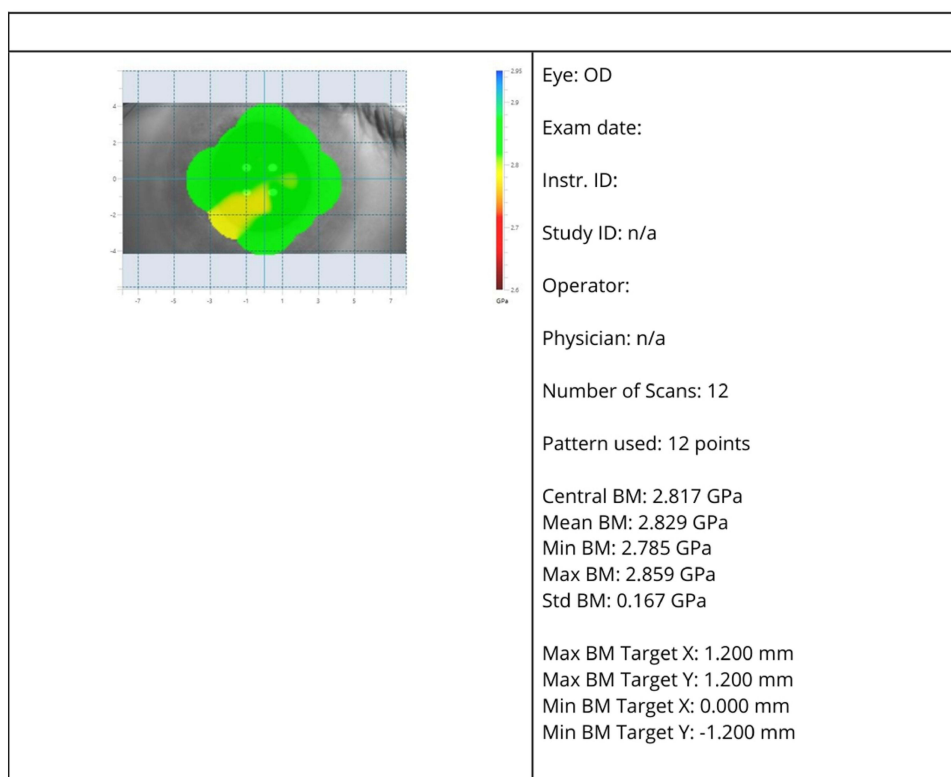 2.95
2.9
2.8
2.7
2.6
GPa
4
2
0
-2
-4
-7
-5
-3
-1
1
3
5
7
Eye: OD
Exam date:
Instr. ID:
Study ID: n/a
Operator:
Physician: n/a
Number of Scans: 12
Pattern used: 12 points
Central BM: 2.817 GPa
Mean BM: 2.829 GPa
Min BM: 2.785 GPa
Max BM: 2.859 GPa
Std BM: 0.167 GPa
Max BM Target X: 1.200 mm
Max BM Target Y: 1.200 mm
Min BM Target X: 0.000 mm
Min BM Target Y: -1.200 mm